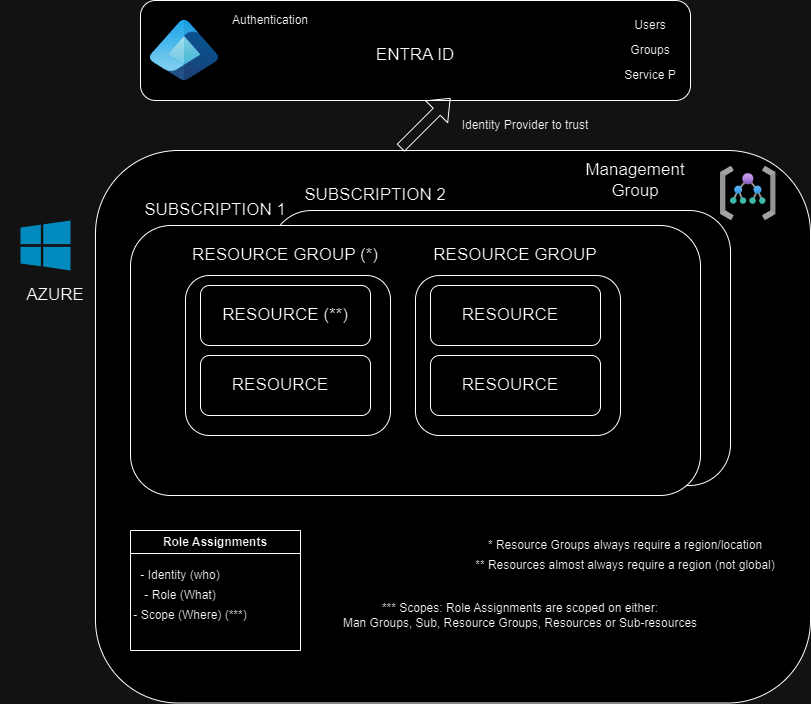 Authentication
ENTRA ID
Users
Groups
Service P
Identity Provider to trust
Management
Group
SUBSCRIPTION 1
SUBSCRIPTION 2
AZURE
RESOURCE GROUP (*)
RESOURCE GROUP
RESOURCE (**)
RESOURCE
RESOURCE
RESOURCE
Role Assignments
- Identity (who)
- Role (What)
- Scope (Where) (***)
* Resource Groups always require a region/location
** Resources almost always require a region (not global)
*** Scopes: Role Assignments are scoped on either:
Man Groups, Sub, Resource Groups, Resources or Sub-resources